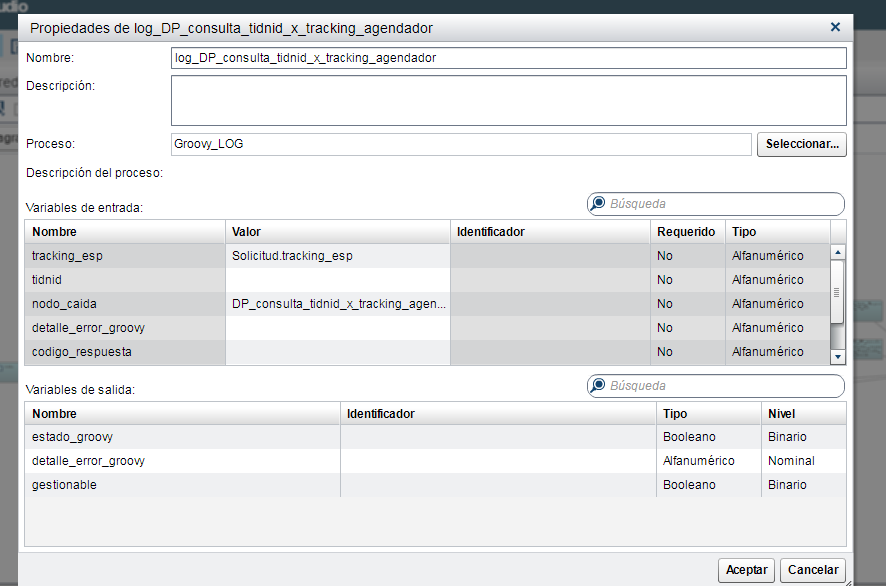 udio
Propiedades de log_DP_consulta_tidnid_x_tracking_agendador
Nombre: log_DP_consulta_tidnid_x_tracking_agendador
Descripción:
Proceso: Groovy_LOG Seleccionar...
Descripción del proceso:
Variables de entrada: Búsqueda
Nombre Valor Identificador Requerido Tipo
tracking_esp Solicitud.tracking_esp No Alfanumérico
tidnid No Alfanumérico
nodo_caida DP_consulta_tidnid_x_tracking_agen... No Alfanumérico
detalle_error_groovy No Alfanumérico
codigo_respuesta No Alfanumérico
Variables de salida: Búsqueda
Nombre Identificador Tipo Nivel
estado_groovy Booleano Binario
detalle_error_groovy Alfanumérico Nominal
gestionable Booleano Binario
Aceptar Cancelar